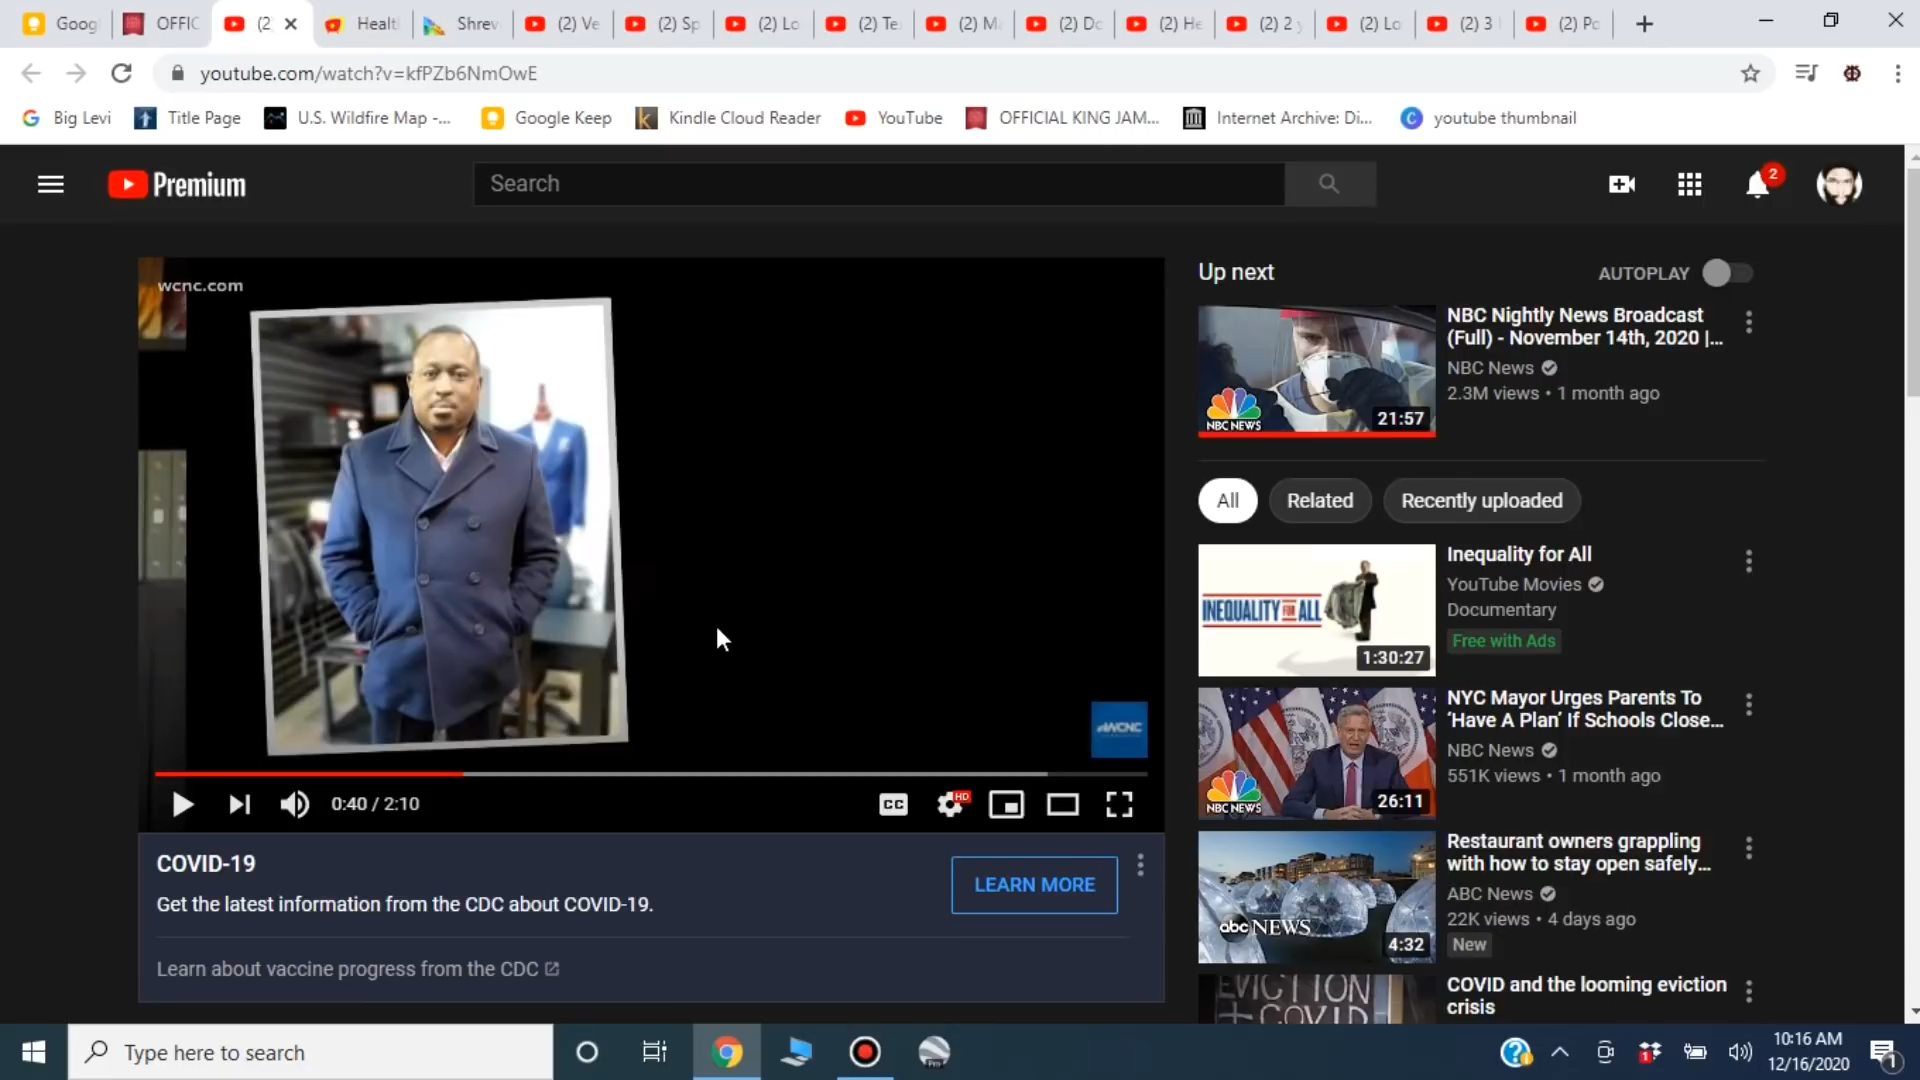 Goog
OFFIC
(2
Healt
Shrev
(2) Ve
(2) Sp
(2) Lo
(2) Te
(2) M
(2) Do
(2) He
(2) 2 y
(2) Lo
(2) 3
(2) Po
youtube.com/watch?v=kfPZb6NmOwE
Big Levi
Title Page
U.S. Wildfire Map -...
Google Keep
Kindle Cloud Reader
YouTube
OFFICIAL KING JAM...
Internet Archive: Di...
youtube thumbnail
Premium
Search
2
wcnc.com
WCNC
0:40 / 2:10
CC
HD
COVID-19
Get the latest information from the CDC about COVID-19.
LEARN MORE
Learn about vaccine progress from the CDC
Up next
AUTOPLAY
NBC NEWS
21:57
NBC Nightly News Broadcast
(Full) - November 14th, 2020 |...
NBC News
2.3M views • 1 month ago
All
Related
Recently uploaded
INEQUALITY FOR ALL
1:30:27
Inequality for All
YouTube Movies
Documentary
Free with Ads
NBC NEWS
26:11
NYC Mayor Urges Parents To
‘Have A Plan’ If Schools Close...
NBC News
551K views • 1 month ago
abc NEWS
4:32
Restaurant owners grappling
with how to stay open safely...
ABC News
22K views • 4 days ago
New
EVICTION
+ COVID
COVID and the looming eviction
crisis
Type here to search
10:16 AM
12/16/2020
1